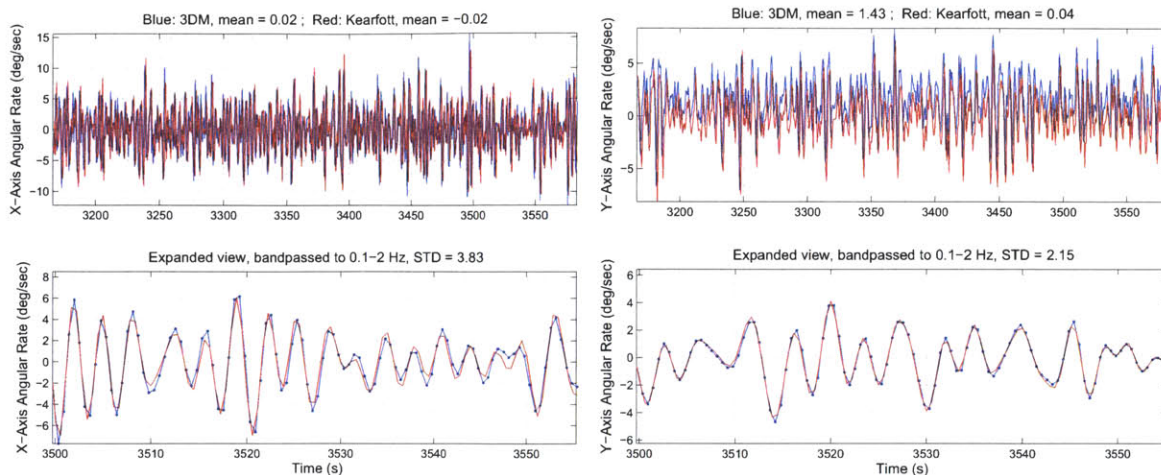 Blue: 3DM, mean = 0.02 ; Red: Kearfott, mean = −0.02
X−Axis Angular Rate (deg/sec)
15
10
5
0
−5
−10
3200 3250 3300 3350 3400 3450 3500 3550
Blue: 3DM, mean = 1.43 ; Red: Kearfott, mean = 0.04
Y−Axis Angular Rate (deg/sec)
5
0
−5
3200 3250 3300 3350 3400 3450 3500 3550
Expanded view, bandpassed to 0.1−2 Hz, STD = 3.83
X−Axis Angular Rate (deg/sec)
8
6
4
2
0
−2
−4
−6
3500 3510 3520 3530 3540 3550
Time (s)
Expanded view, bandpassed to 0.1−2 Hz, STD = 2.15
Y−Axis Angular Rate (deg/sec)
6
4
2
0
−2
−4
−6
3500 3510 3520 3530 3540 3550
Time (s)